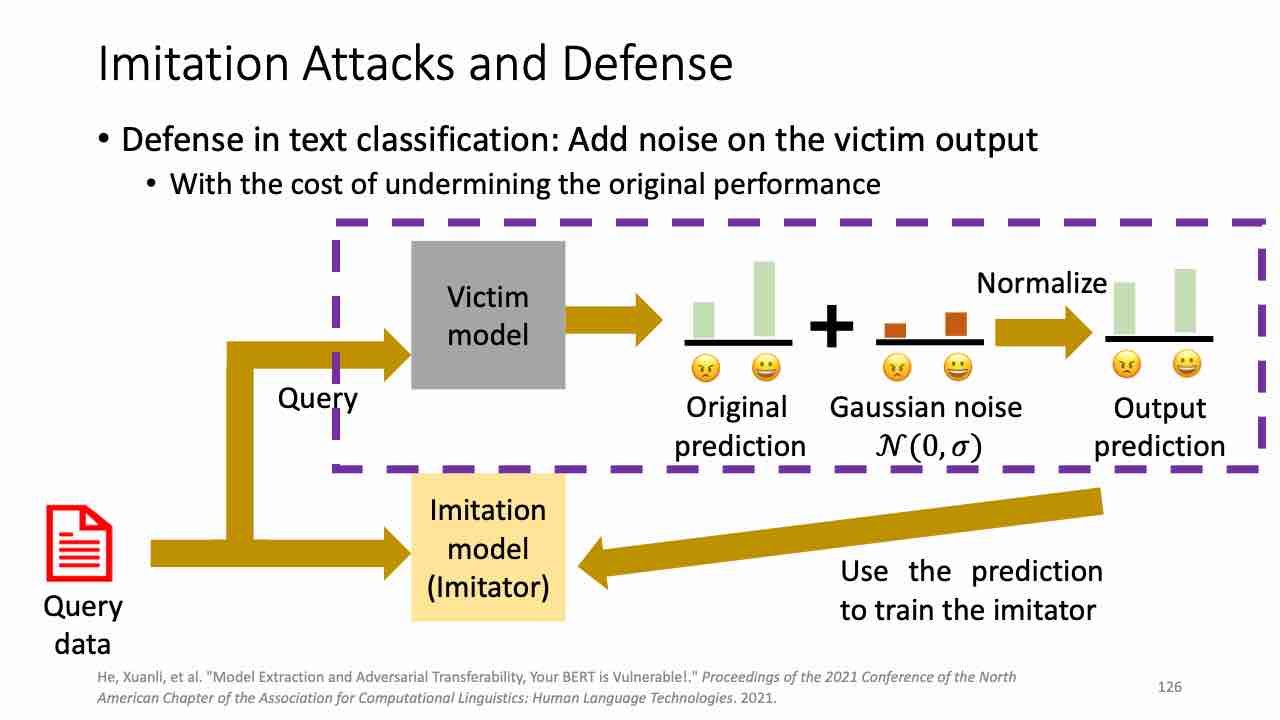 Imitation Attacks and Defense
• Defense in text classification: Add noise on the victim output
• With the cost of undermining the original performance
Victim
model
Normalize
+
Query
Original
prediction
Gaussian noise
𝒩(0, σ)
Output
prediction
Imitation
model
(Imitator)
Use the prediction
to train the imitator
Query
data
He, Xuanli, et al. "Model Extraction and Adversarial Transferability, Your BERT is Vulnerable!." Proceedings of the 2021 Conference of the North
American Chapter of the Association for Computational Linguistics: Human Language Technologies. 2021.
126